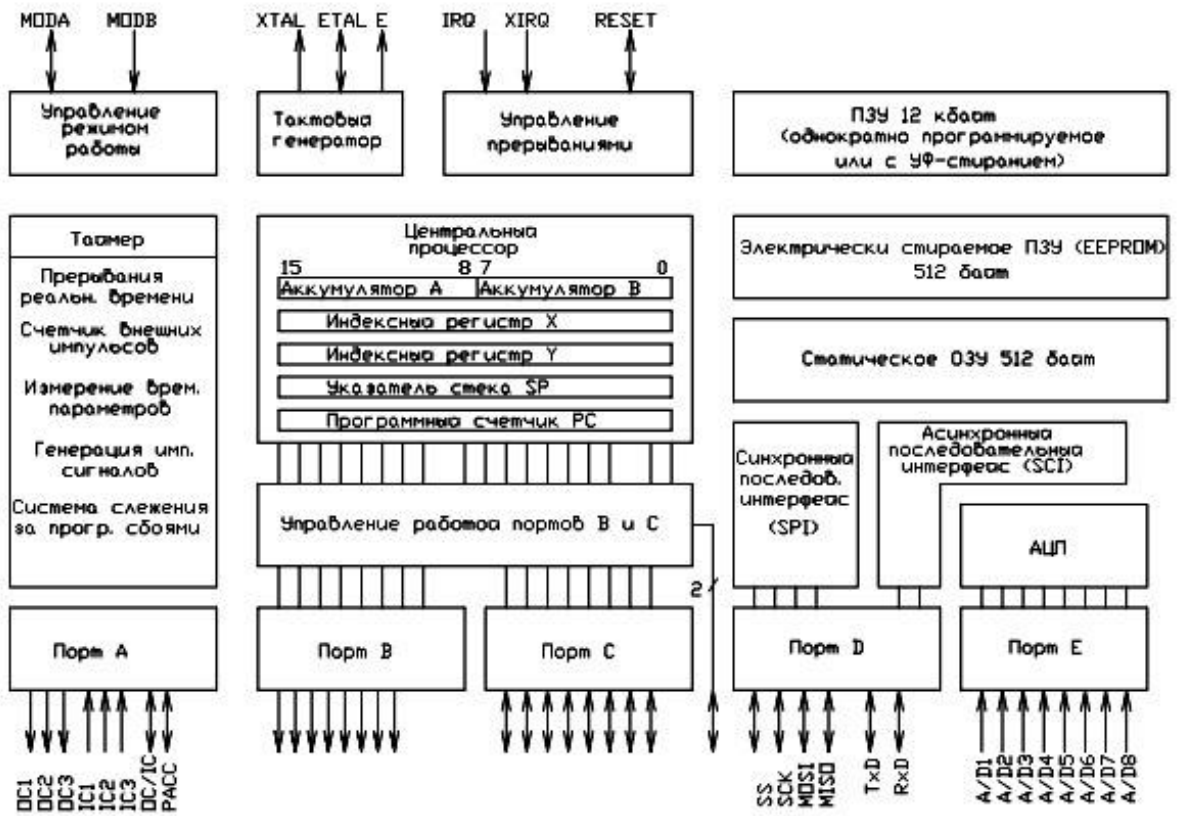 MODA MODB XTAL ETAL E IRQ XIRQ RESET
Управление
режимом
работы
Тактовый
генератор
Управление
прерываниями
ПЗУ 12 кбайт
(однократно программируемое
или с УФ-стиранием)
Таймер
Прерывания
реальн. времени
Счетчик внешних
импульсов
Измерение врем.
параметров
Генерация имп.
сигналов
Система слежения
за прогр. сбоями
Центральный
процессор
15 8 7 0
Аккумулятор A Аккумулятор B
Индексный регистр X
Индексный регистр Y
Указатель стека SP
Программный счетчик PC
Электрически стираемое ПЗУ (EEPROM)
512 байт
Статическое ОЗУ 512 байт
Синхронный
последов.
интерфейс
(SPI)
Асинхронный
последовательный
интерфейс (SCI)
АЦП
Управление работой портов B и C
2
Порт A
Порт B
Порт C
Порт D
Порт E
OC1
OC2
OC3
IC1
IC2
IC3
OC/IC
PACC
SS
SCK
MOSI
MISO
TxD
RxD
A/D1
A/D2
A/D3
A/D4
A/D5
A/D6
A/D7
A/D8